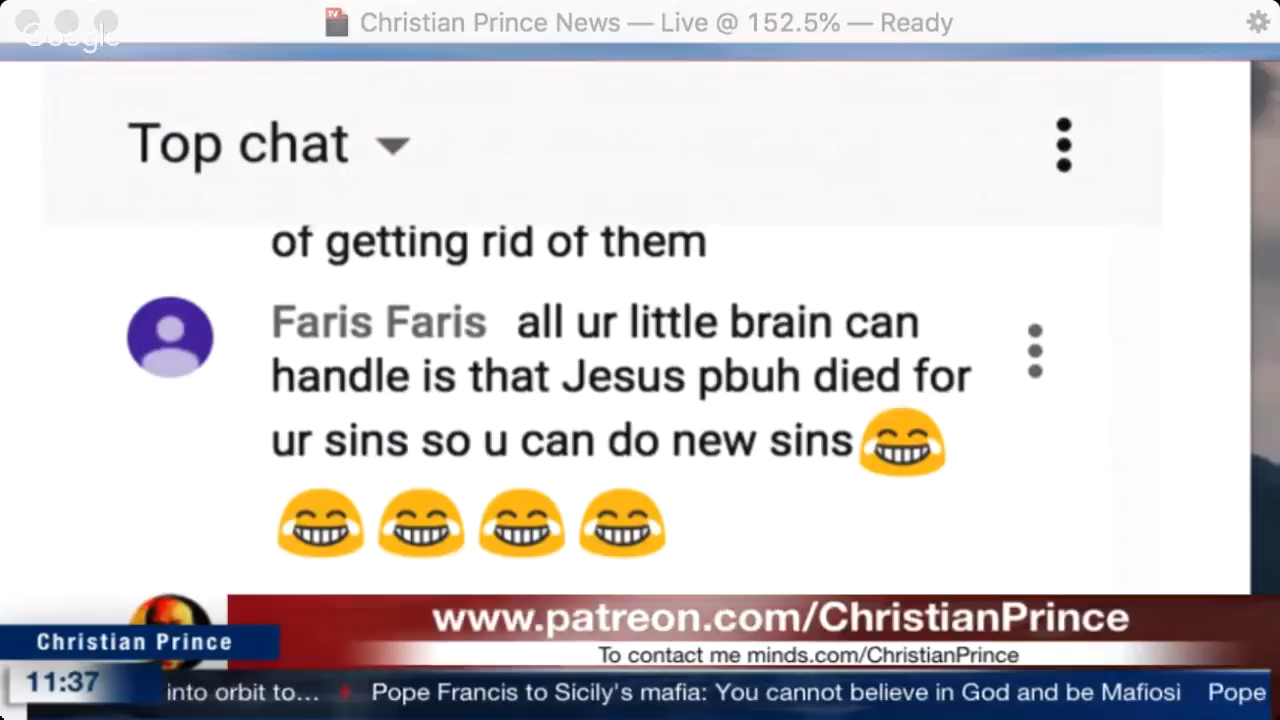 Google
Christian Prince News — Live @ 152.5% — Ready
Top chat
of getting rid of them
Faris Faris all ur little brain can
handle is that Jesus pbuh died for
ur sins so u can do new sins😂
😂😂😂😂
www.patreon.com/ChristianPrince
To contact me minds.com/ChristianPrince
Christian Prince
11:37
into orbit to... Pope Francis to Sicily's mafia: You cannot believe in God and be Mafiosi Pope